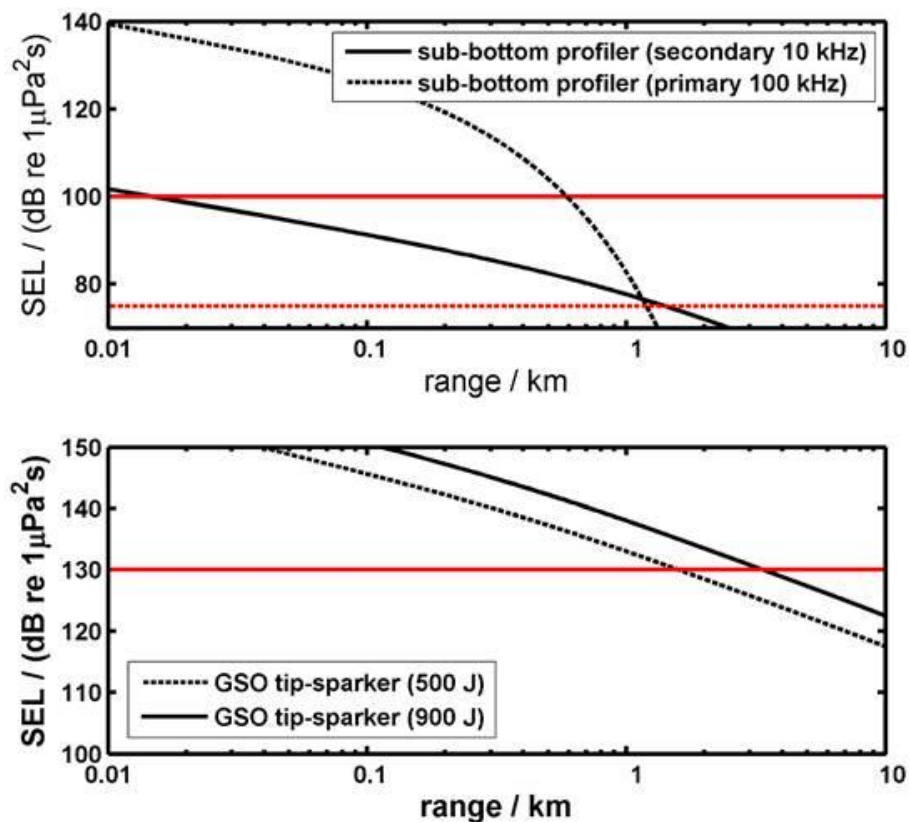 140
120
100
80
SEL / (dB re 1µPa²s)
sub-bottom profiler (secondary 10 kHz)
sub-bottom profiler (primary 100 kHz)
0.01 0.1 1 10
range / km
150
140
130
120
110
100
SEL / (dB re 1µPa²s)
GSO tip-sparker (500 J)
GSO tip-sparker (900 J)
0.01 0.1 1 10
range / km